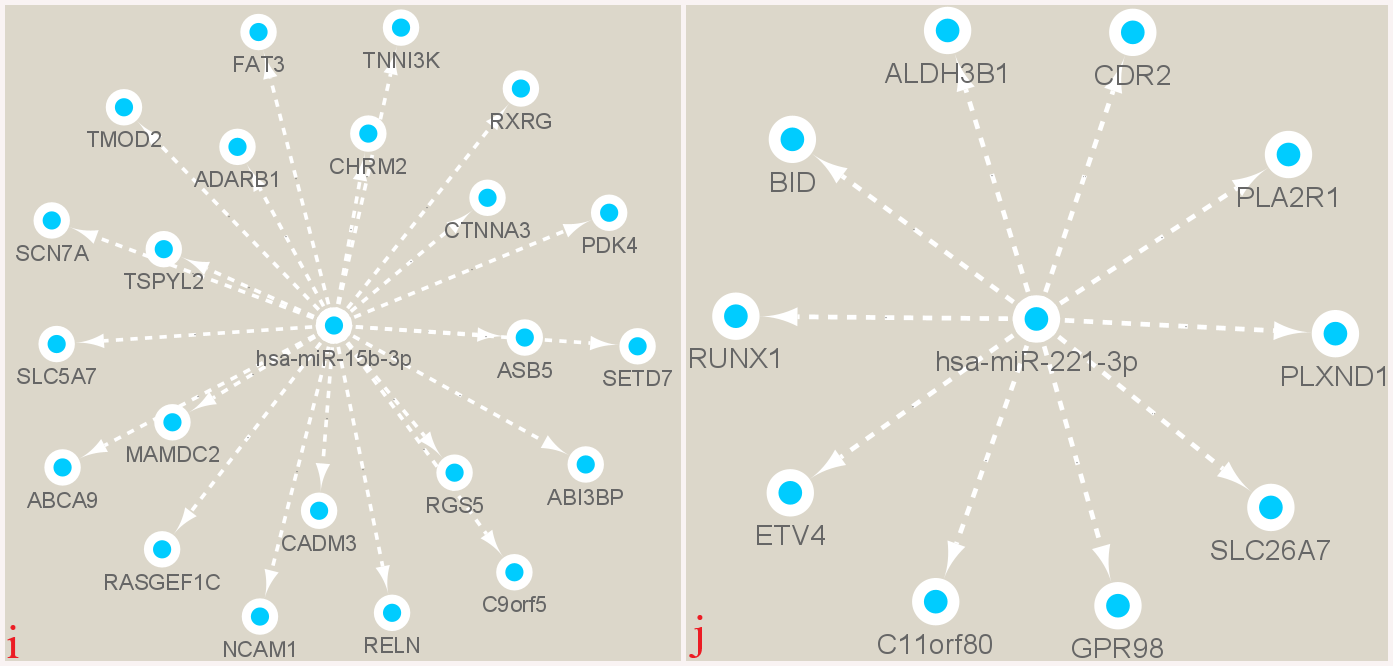 FAT3
TNNI3K
RXRG
TMOD2
ADARB1
CHRM2
CTNNA3
PDK4
SCN7A
TSPYL2
hsa-miR-15b-3p
SLC5A7
ASB5
SETD7
MAMDC2
ABCA9
RGS5
ABI3BP
CADM3
RASGEF1C
C9orf5
NCAM1
RELN
i
ALDH3B1
CDR2
BID
PLA2R1
RUNX1
hsa-miR-221-3p
PLXND1
ETV4
SLC26A7
C11orf80
GPR98
j